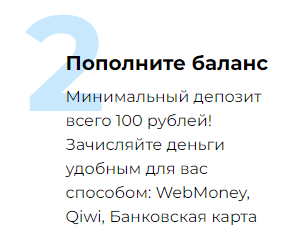 2
Пополните баланс
Минимальный депозит
всего 100 рублей!
Зачисляйте деньги
удобным для вас
способом: WebMoney,
Qiwi, Банковская карта